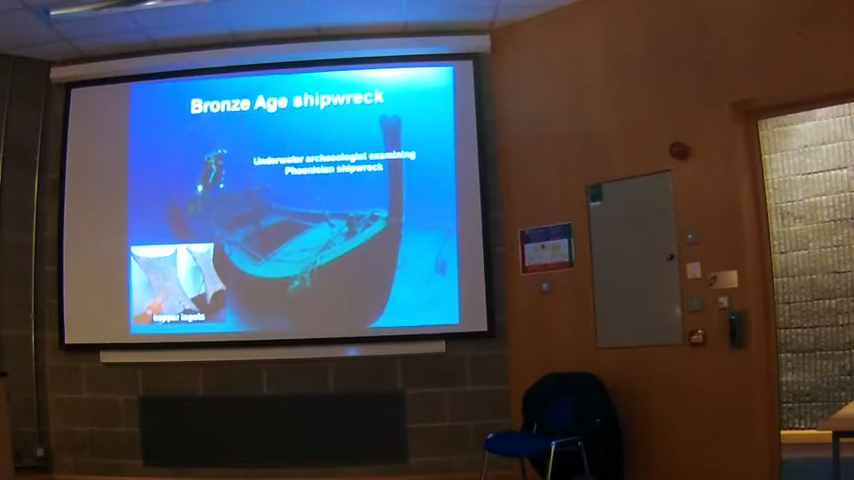 Bronze Age shipwreck
Underwater archaeologist examining
Phoenician shipwreck
copper ingots